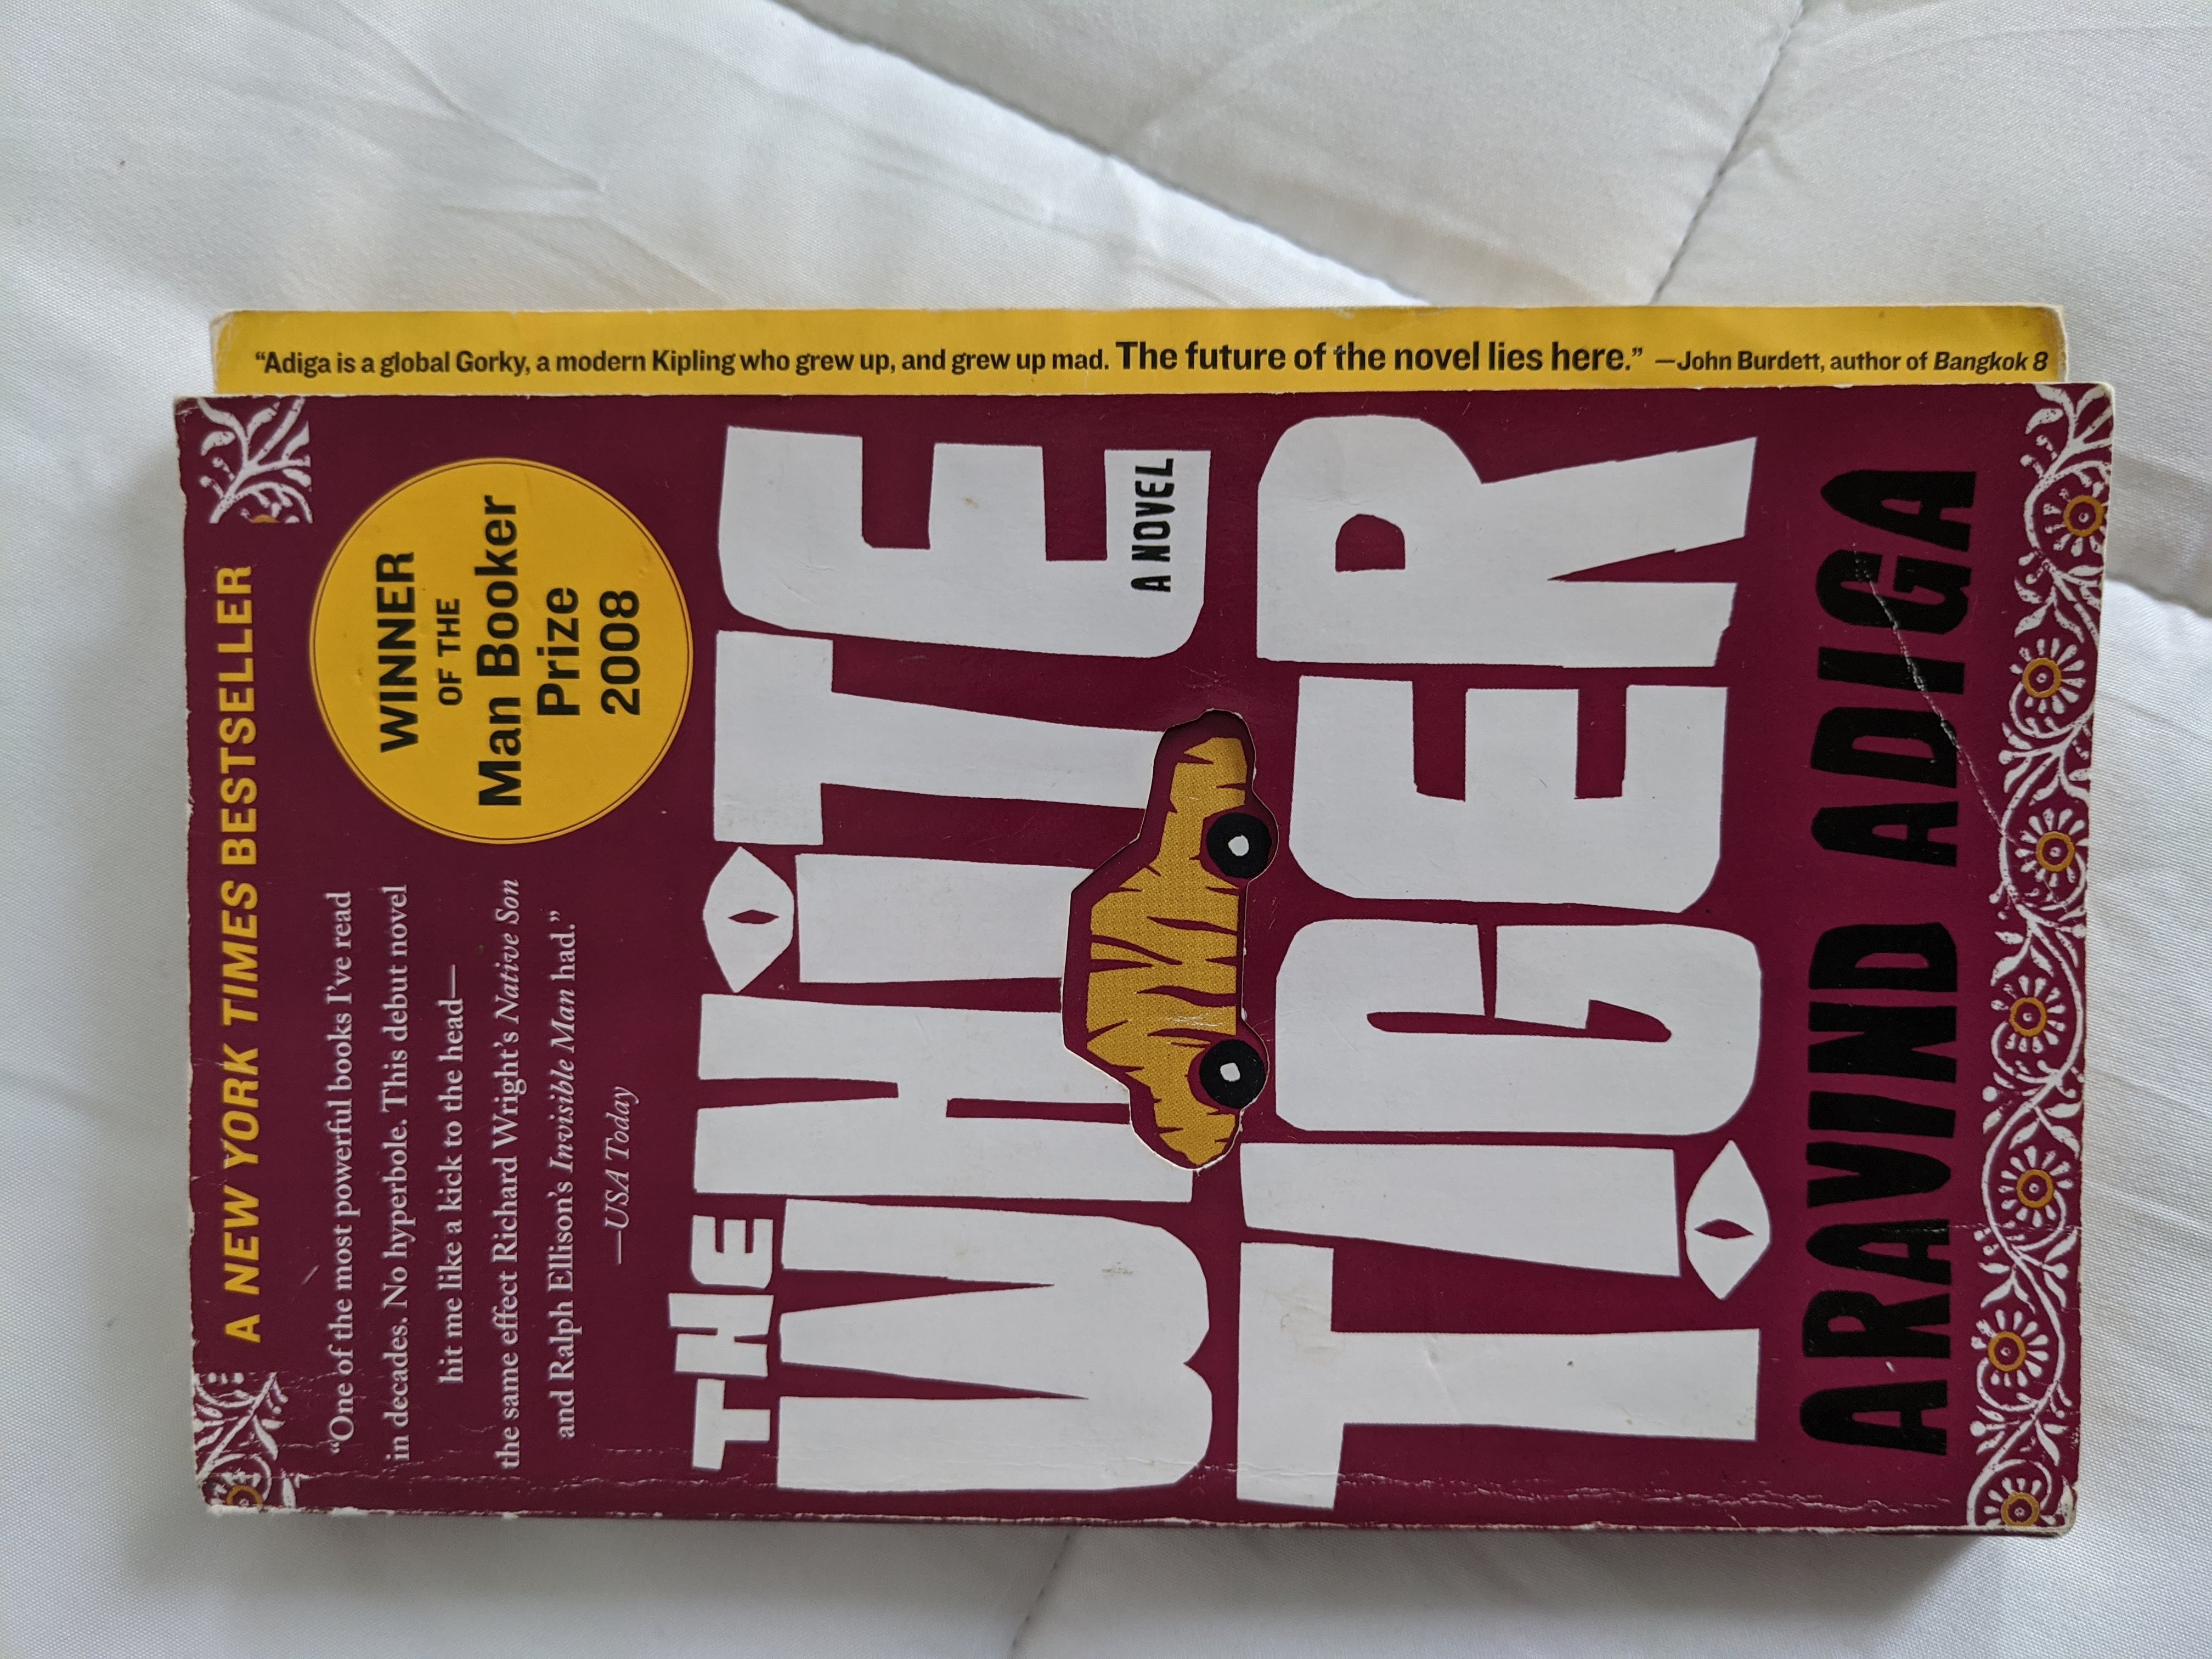 “Adiga is a global Gorky, a modern Kipling who grew up, and grew up mad. The future of the novel lies here.” —John Burdett, author of Bangkok 8
A NEW YORK TIMES BESTSELLER
“One of the most powerful books I’ve read
in decades. No hyperbole. This debut novel
hit me like a kick to the head—
the same effect Richard Wright’s Native Son
and Ralph Ellison’s Invisible Man had.”
—USA Today
WINNER
OF THE
Man Booker
Prize
2008
THE
WHITE
A NOVEL
TIGER
ARAVIND ADIGA